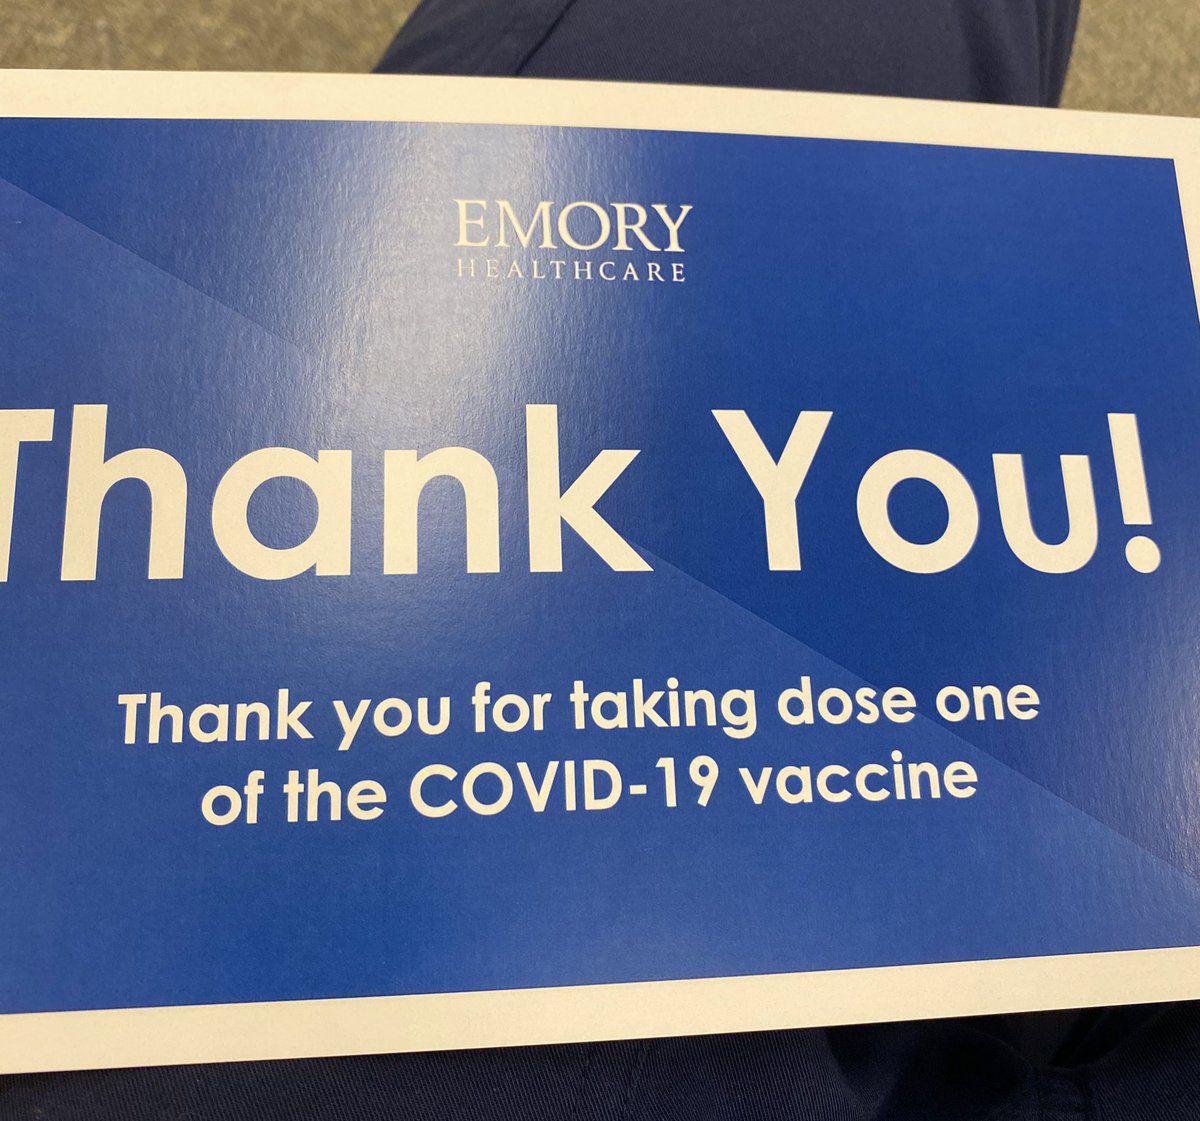 EMORY
HEALTHCARE
Thank You!
Thank you for taking dose one
of the COVID-19 vaccine